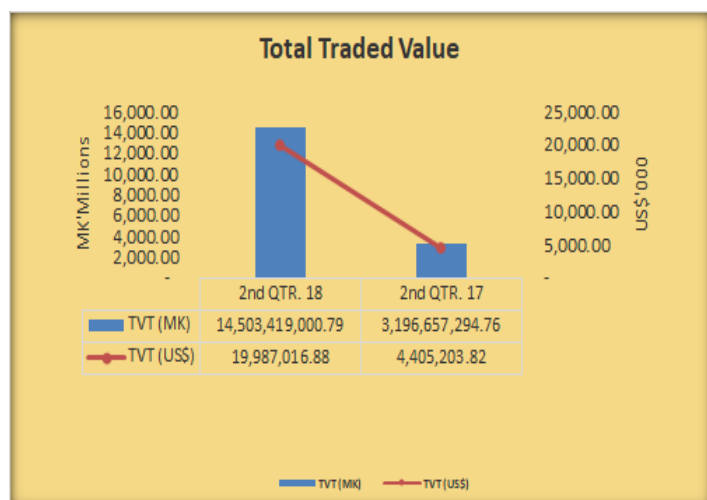 Total Traded Value
MK'Millions
16,000.00
14,000.00
12,000.00
10,000.00
8,000.00
6,000.00
4,000.00
2,000.00
-
25,000.00
20,000.00
15,000.00
10,000.00
5,000.00
-
US$'000
2nd QTR. 18 2nd QTR. 17
TVT (MK) 14,503,419,000.79 3,196,657,294.76
TVT (US$) 19,987,016.88 4,405,203.82
TVT (MK) TVT (US$)